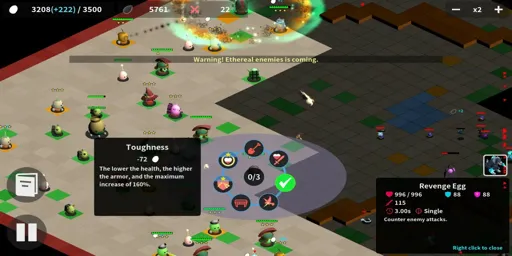 3208(+222) / 3500
5761
22
x2
Warning! Ethereal enemies is coming.
Toughness
-72
The lower the health, the higher
the armor, and the maximum
increase of 160%.
0/3
Revenge Egg
996 / 996 88 88
115
3.00s Single
Counter enemy attacks.
Right click to close